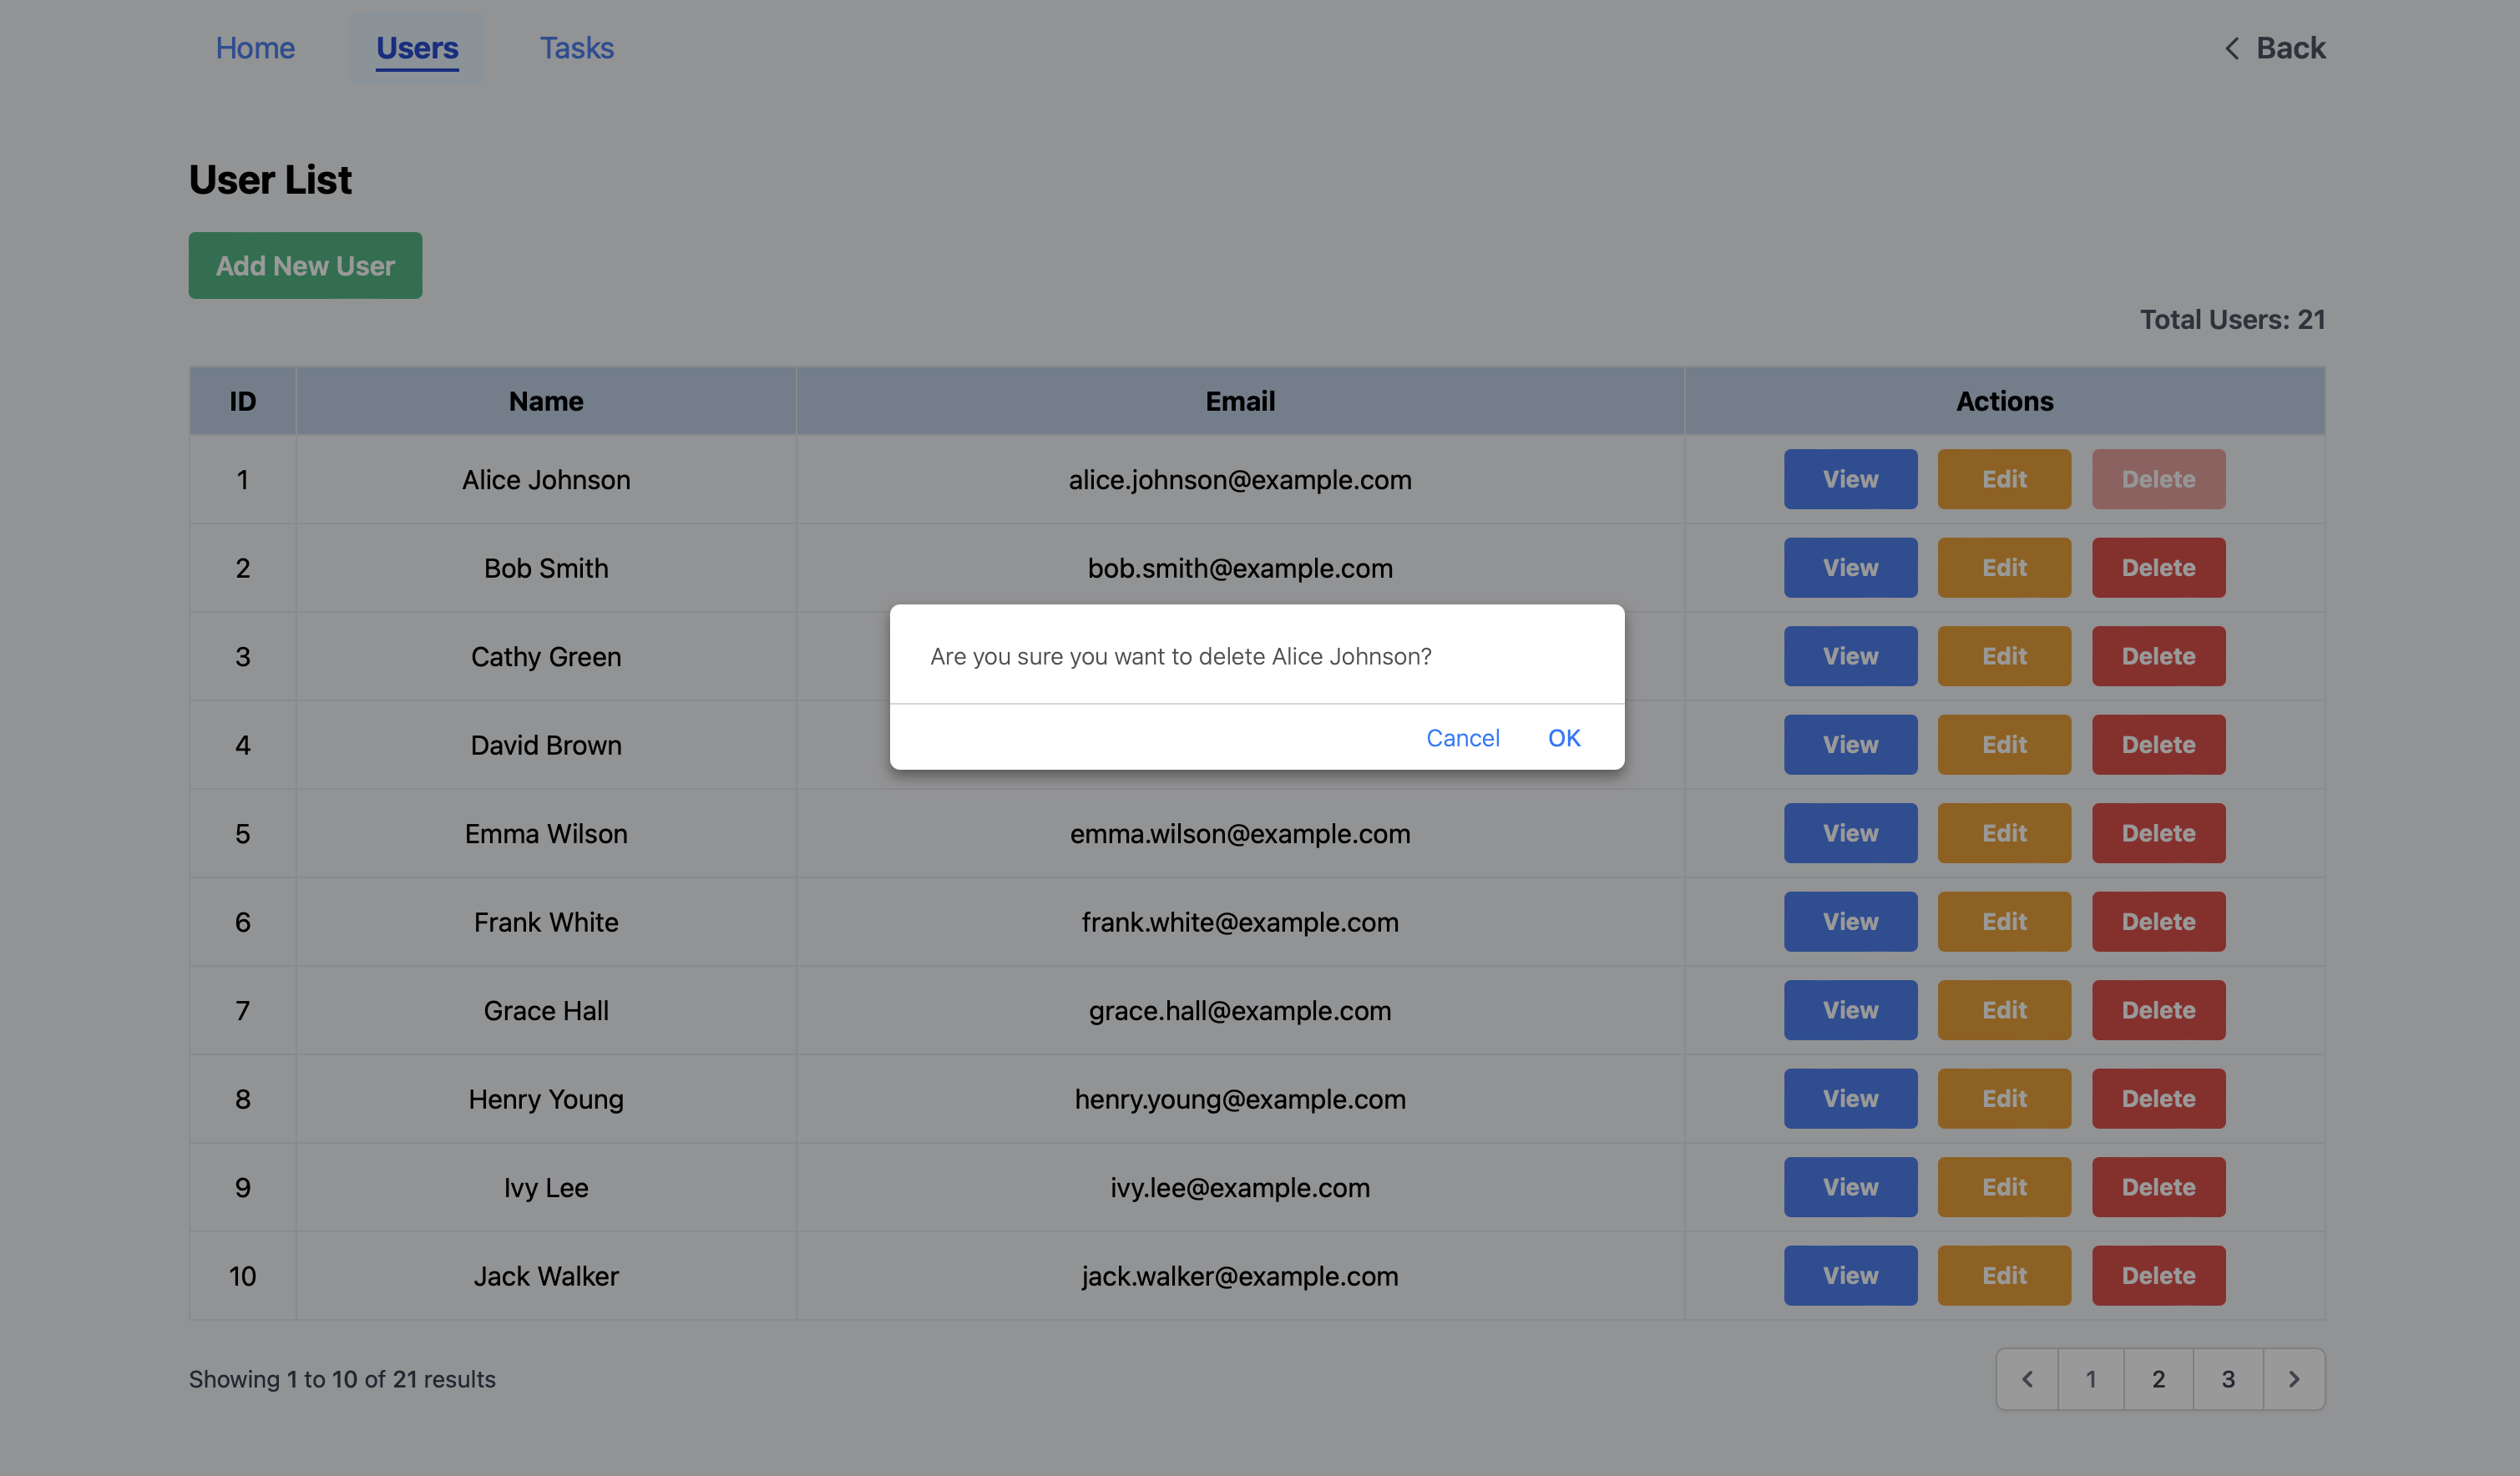 Home Users Tasks Back
User List
Add New User
Total Users: 21
ID Name Email Actions
1 Alice Johnson alice.johnson@example.com View Edit Delete
2 Bob Smith bob.smith@example.com View Edit Delete
3 Cathy Green View Edit Delete
Are you sure you want to delete Alice Johnson?
4 David Brown View Edit Delete
Cancel OK
5 Emma Wilson emma.wilson@example.com View Edit Delete
6 Frank White frank.white@example.com View Edit Delete
7 Grace Hall grace.hall@example.com View Edit Delete
8 Henry Young henry.young@example.com View Edit Delete
9 Ivy Lee ivy.lee@example.com View Edit Delete
10 Jack Walker jack.walker@example.com View Edit Delete
Showing 1 to 10 of 21 results 1 2 3